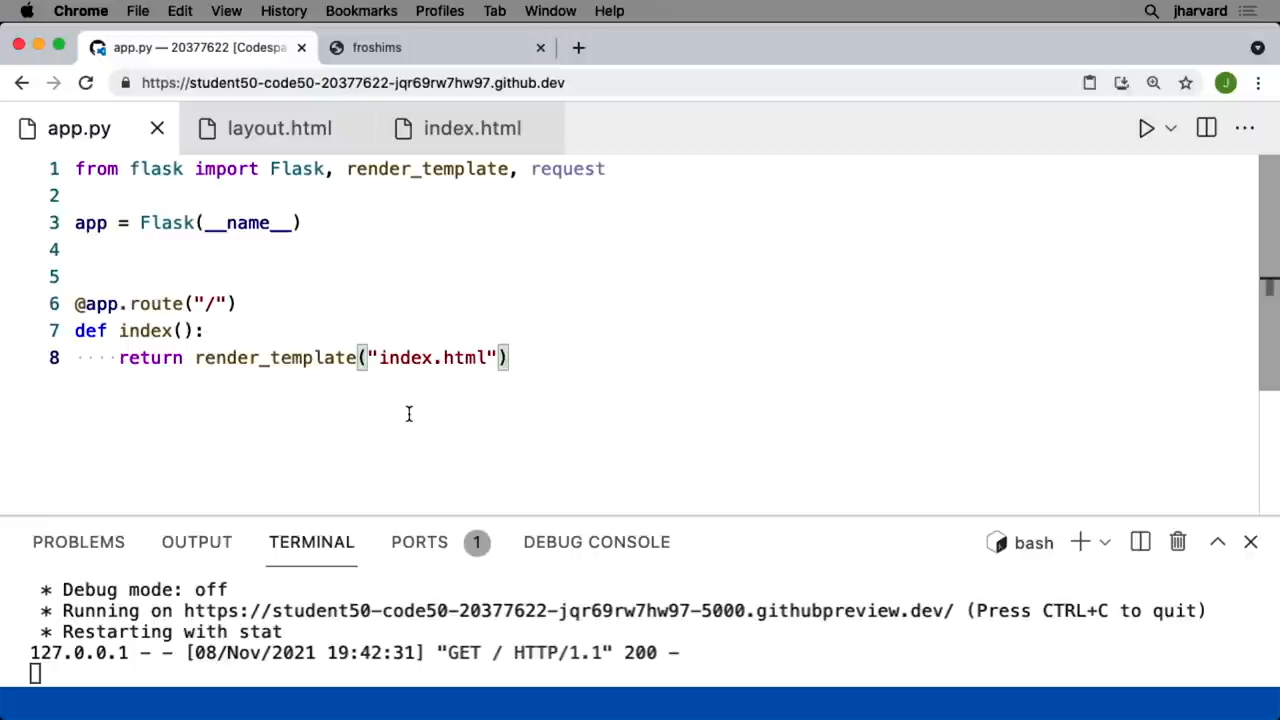 Chrome File Edit View History Bookmarks Profiles Tab Window Help jharvard
app.py — 20377622 [Codespa froshims
https://student50-code50-20377622-jqr69rw7hw97.github.dev J
app.py layout.html index.html
1 from flask import Flask, render_template, request
2
3 app = Flask(__name__)
4
5
6 @app.route("/")
7 def index():
8 ····return render_template("index.html")
PROBLEMS OUTPUT TERMINAL PORTS 1 DEBUG CONSOLE bash
* Debug mode: off
* Running on https://student50-code50-20377622-jqr69rw7hw97-5000.githubpreview.dev/ (Press CTRL+C to quit)
* Restarting with stat
127.0.0.1 - - [08/Nov/2021 19:42:31] "GET / HTTP/1.1" 200 -